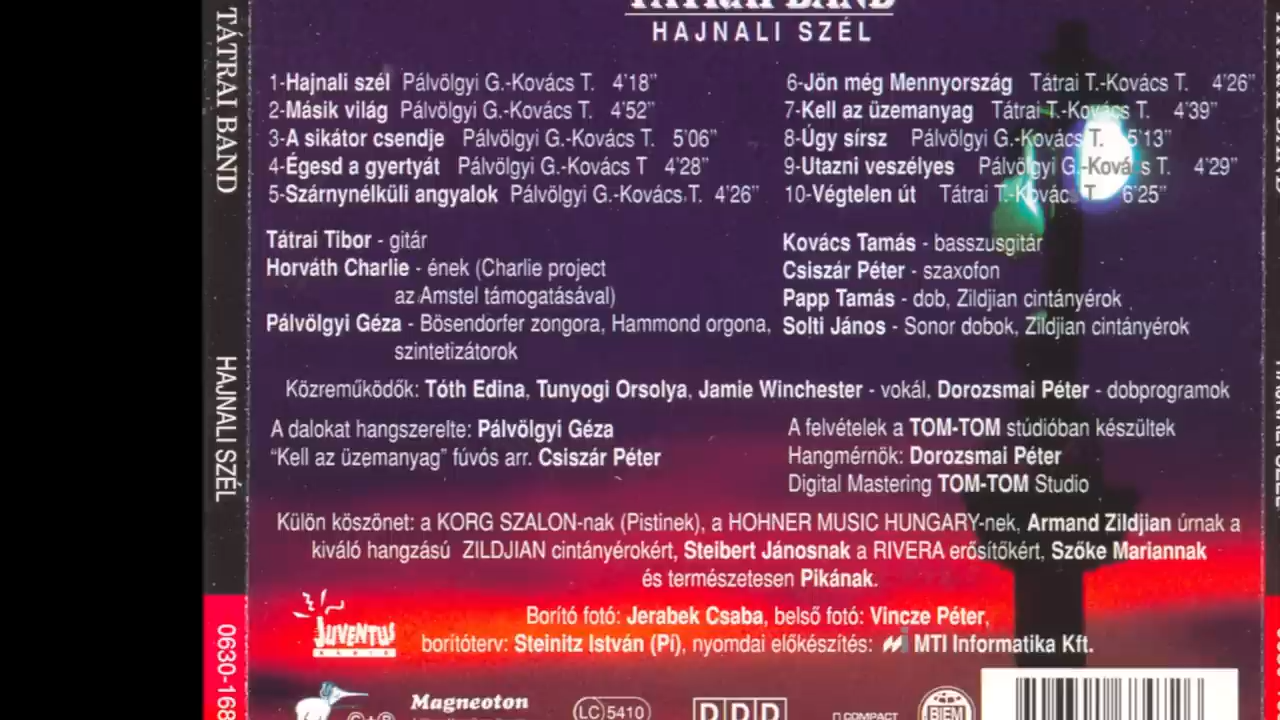 TÁTRAI BAND
HAJNALI SZÉL
1-Hajnali szél Pálvölgyi G.-Kovács T. 4'18"
2-Másik világ Pálvölgyi G.-Kovács T. 4'52"
3-A sikátor csendje Pálvölgyi G.-Kovács T. 5'06"
4-Égesd a gyertyát Pálvölgyi G.-Kovács T 4'28"
5-Szárnynélküli angyalok Pálvölgyi G.-Kovács.T. 4'26"
6-Jön még Mennyország Tátrai T.-Kovács T. 4'26"
7-Kell az üzemanyag Tátrai T.-Kovács T. 4'39"
8-Úgy sírsz Pálvölgyi G.-Kovács T. 5'13"
9-Utazni veszélyes Pálvölgyi G.-Kovács T. 4'29"
10-Végtelen út Tátrai T.-Kovács T. 6'25"
Tátrai Tibor - gitár
Horváth Charlie - ének (Charlie project
az Amstel támogatásával)
Pálvölgyi Géza - Bösendorfer zongora, Hammond orgona,
szintetizátorok
Kovács Tamás - basszusgitár
Csiszár Péter - szaxofon
Papp Tamás - dob, Zildjian cintányérok
Solti János - Sonor dobok, Zildjian cintányérok
Közreműködők: Tóth Edina, Tunyogi Orsolya, Jamie Winchester - vokál, Dorozsmai Péter - dobprogramok
A dalokat hangszerelte: Pálvölgyi Géza
"Kell az üzemanyag" fúvós arr. Csiszár Péter
A felvételek a TOM-TOM stúdióban készültek
Hangmérnök: Dorozsmai Péter
Digital Mastering TOM-TOM Studio
Külön köszönet: a KORG SZALON-nak (Pistinek), a HOHNER MUSIC HUNGARY-nek, Armand Zildjian úrnak a
kiváló hangzású ZILDJIAN cintányérokért, Steibert Jánosnak a RIVERA erősítőkért, Szőke Mariannak
és természetesen Pikának.
Borító fotó: Jerabek Csaba, belső fotó: Vincze Péter,
borítóterv: Steinitz István (Pi), nyomdai előkészítés: MTI Informatika Kft.
JUVENTUS
RÁDIÓ
Magneoton
LC 5410
DDD
COMPACT
BIEM
TÁTRAI BAND
HAJNALI SZÉL
0630-168